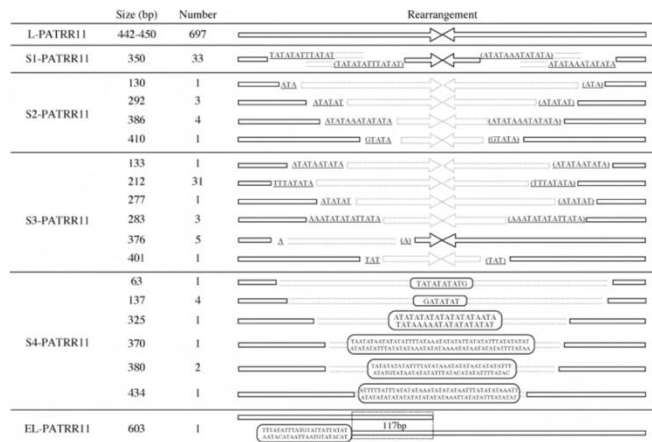 Size (bp) Number Rearrangement
L-PATRR11 442-450 697
S1-PATRR11 350 33 TATATATTTATAT (ATATAAATATATA)
(TATATATTTATAT) ATATAAATATATA
S2-PATRR11
130 1 ATA (ATA)
292 3 ATATAT (ATATAT)
386 4 ATATAAATATATA (ATATAAATATATA)
410 1 GTATA (GTATA)
S3-PATRR11
133 1 ATATAATATA (ATATAATATA)
212 31 TTTATATA (TTTATATA)
277 1 ATATAT (ATATAT)
283 3 AAATATATATTATA (AAATATATATTATA)
376 5 A (A)
401 1 TAT (TAT)
S4-PATRR11
63 1 TATATATATG
137 4 GATATAT
325 1 ATATATATATATATAATA
TATAAAAATATATATATAT
370 1
380 2
434 1
EL-PATRR11 603 1 117bp